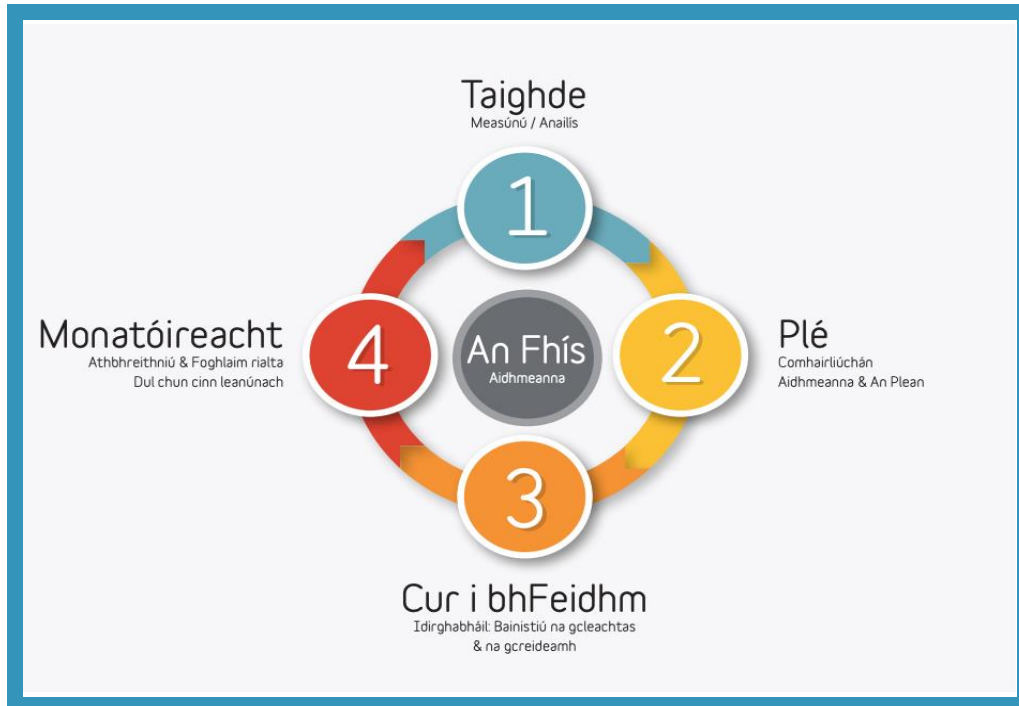 Taighde
Measúnú / Anailís
1
Monatóireacht
Athbhreithniú & Foghlaim rialta
Dul chun cinn leanúnach
4
An Fhís
Aidhmeanna
2
Plé
Comhairliúchán
Aidhmeanna & An Plean
3
Cur i bhFeidhm
Idirghabháil: Bainistiú na gcleachtas
& na gcreideamh